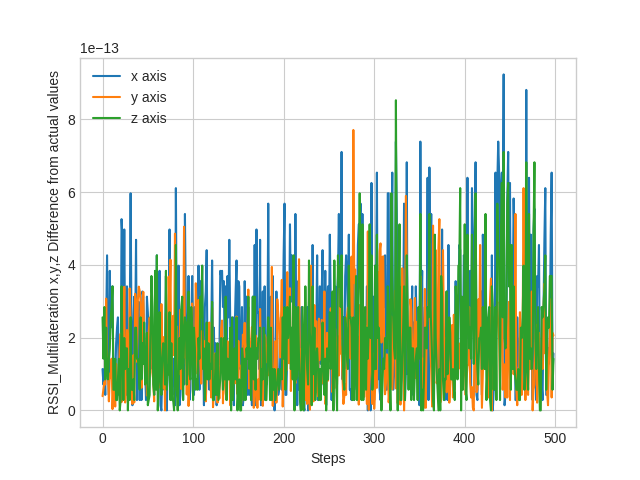 1e−13
x axis
y axis
z axis
8
6
4
2
0
RSSI_Multilateration x,y,z Difference from actual values
0 100 200 300 400 500
Steps